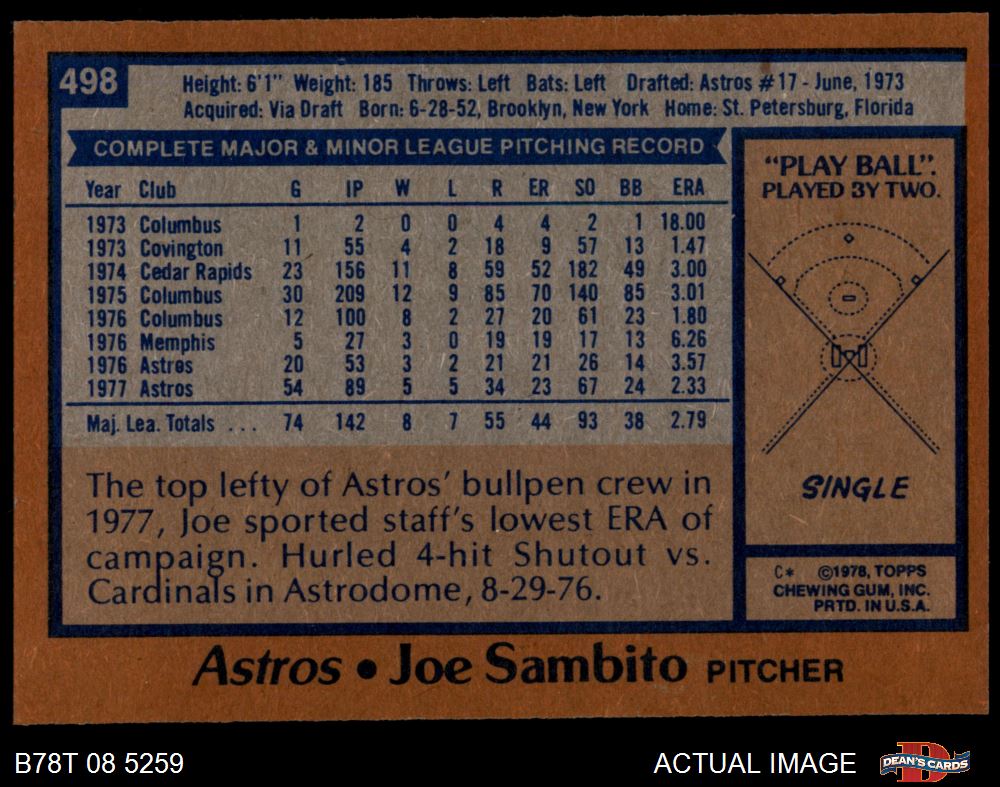 498
Height: 6'1" Weight: 185 Throws: Left Bats: Left Drafted: Astros #17 - June, 1973
Acquired: Via Draft Born: 6-28-52, Brooklyn, New York Home: St. Petersburg, Florida
COMPLETE MAJOR & MINOR LEAGUE PITCHING RECORD
Year Club G IP W L R ER SO BB ERA
1973 Columbus 1 2 0 0 4 4 2 1 18.00
1973 Covington 11 55 4 2 18 9 57 13 1.47
1974 Cedar Rapids 23 156 11 8 59 52 182 49 3.00
1975 Columbus 30 209 12 9 85 70 140 85 3.01
1976 Columbus 12 100 8 2 27 20 61 23 1.80
1976 Memphis 5 27 3 0 19 19 17 13 6.26
1976 Astros 20 53 3 2 21 21 26 14 3.57
1977 Astros 54 89 5 5 34 23 67 24 2.33
Maj. Lea. Totals ... 74 142 8 7 55 44 93 38 2.79
The top lefty of Astros' bullpen crew in
1977, Joe sported staff's lowest ERA of
campaign. Hurled 4-hit Shutout vs.
Cardinals in Astrodome, 8-29-76.
"PLAY BALL".
PLAYED BY TWO.
SINGLE
C* ©1978, TOPPS
CHEWING GUM, INC.
PRTD. IN U.S.A.
Astros • Joe Sambito PITCHER
B78T 08 5259
ACTUAL IMAGE
D
DEAN'S CARDS